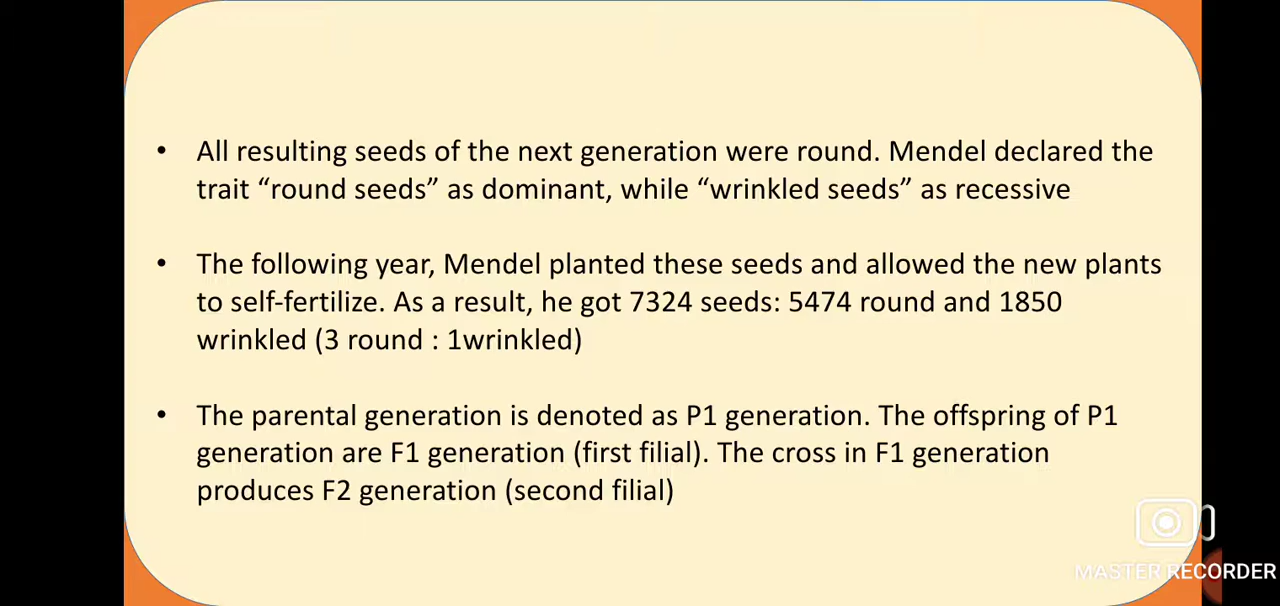 • All resulting seeds of the next generation were round. Mendel declared the
trait “round seeds” as dominant, while “wrinkled seeds” as recessive
• The following year, Mendel planted these seeds and allowed the new plants
to self-fertilize. As a result, he got 7324 seeds: 5474 round and 1850
wrinkled (3 round : 1wrinkled)
• The parental generation is denoted as P1 generation. The offspring of P1
generation are F1 generation (first filial). The cross in F1 generation
produces F2 generation (second filial)
MASTER RECORDER